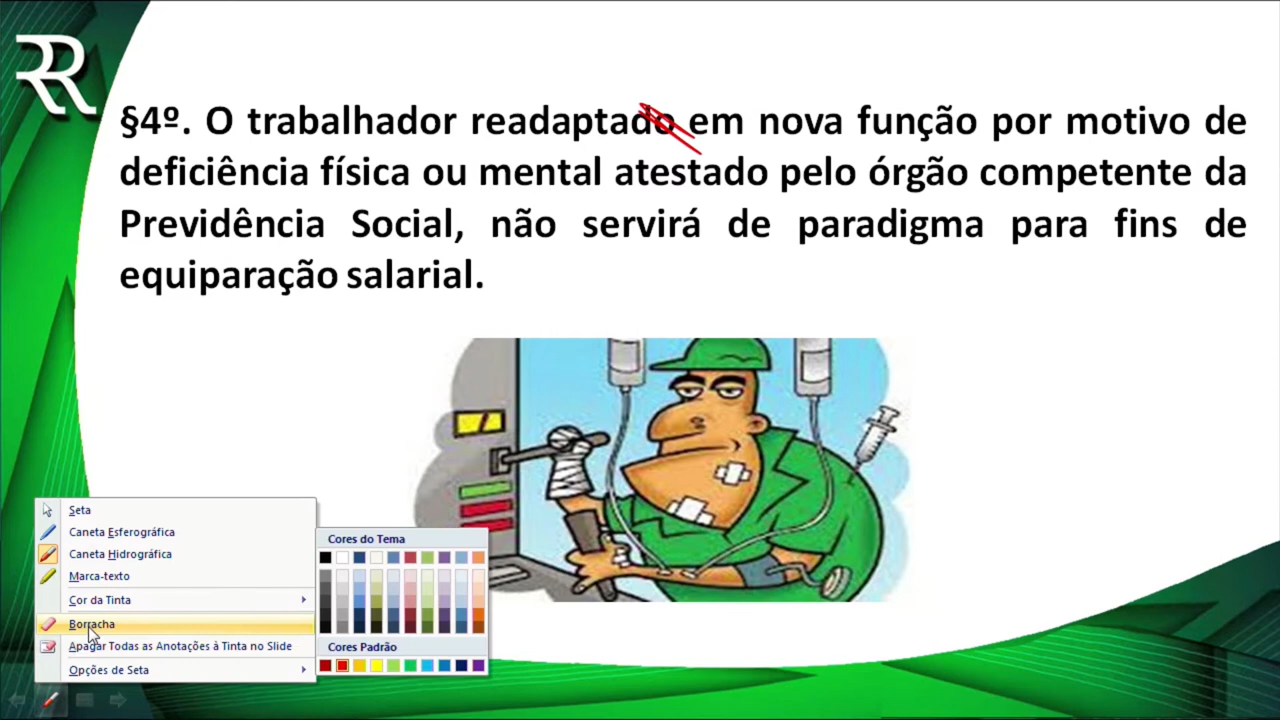 RR
§4º. O trabalhador readaptado em nova função por motivo de
deficiência física ou mental atestado pelo órgão competente da
Previdência Social, não servirá de paradigma para fins de
equiparação salarial.
Seta
Caneta Esferográfica
Caneta Hidrográfica
Marca-texto
Cor da Tinta
Borracha
Apagar Todas as Anotações à Tinta no Slide
Opções de Seta
Cores do Tema
Cores Padrão